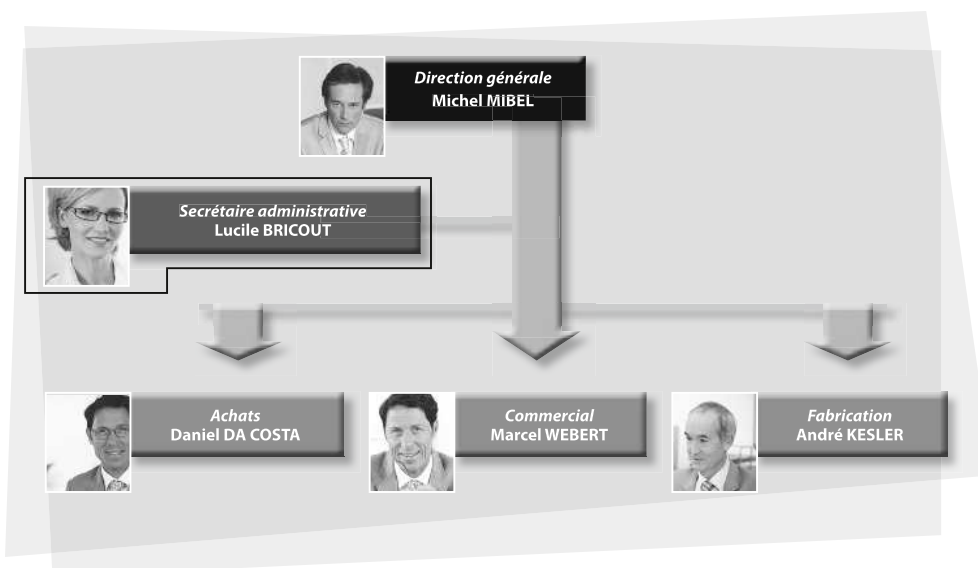 Direction générale
Michel MIBEL
Secrétaire administrative
Lucile BRICOUT
Achats
Daniel DA COSTA
Commercial
Marcel WEBERT
Fabrication
André KESLER